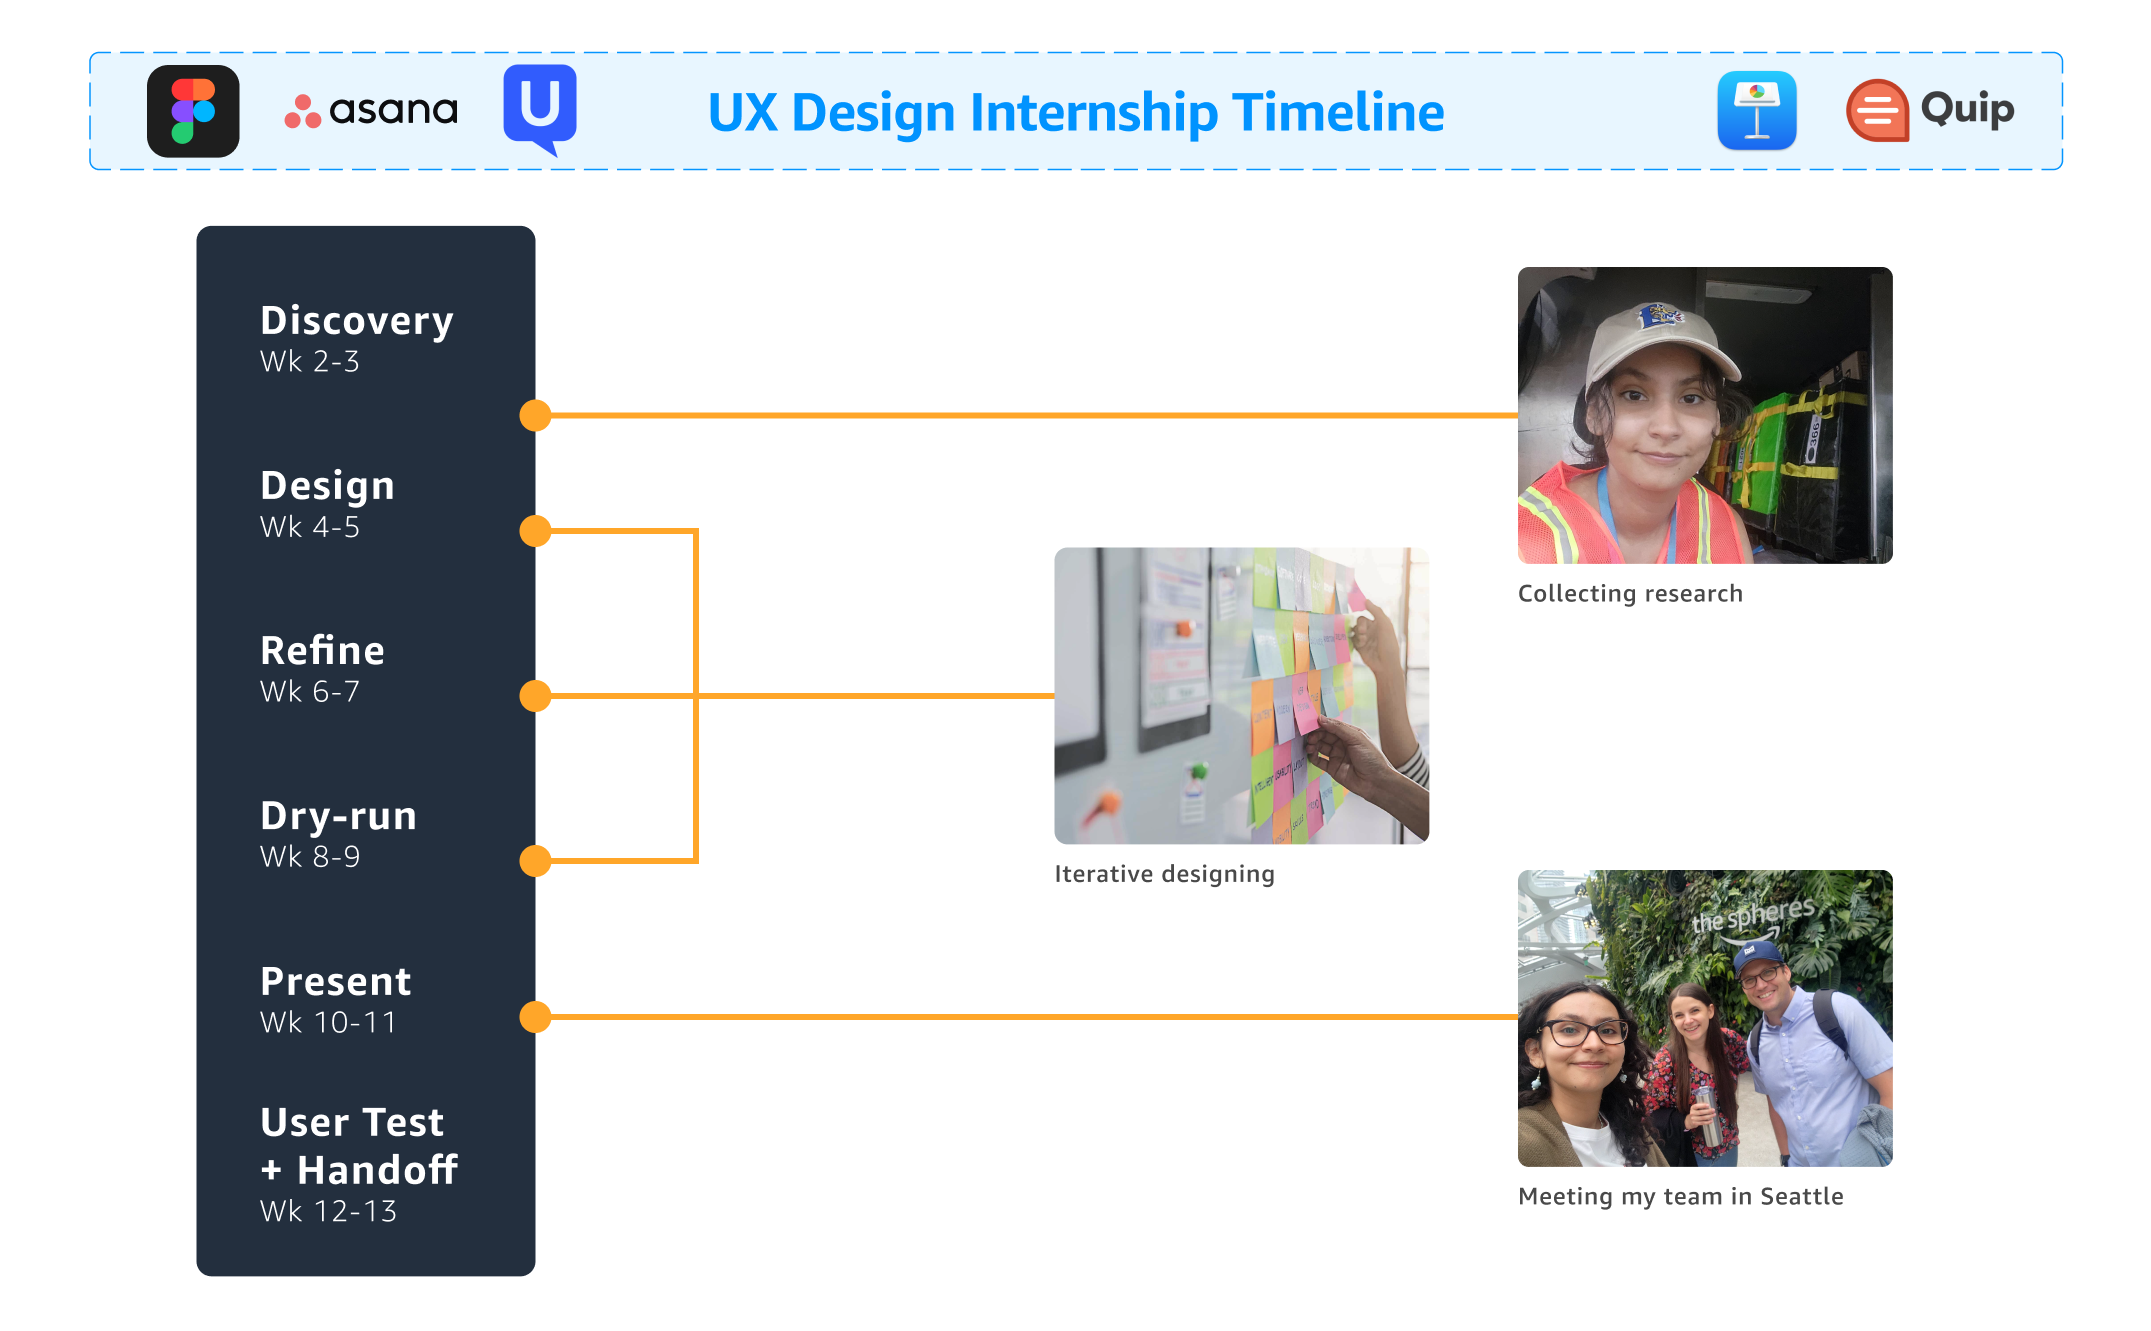 asana
UX Design Internship Timeline
Quip
Discovery
Wk 2-3
Design
Wk 4-5
Refine
Wk 6-7
Dry-run
Wk 8-9
Present
Wk 10-11
User Test
+ Handoff
Wk 12-13
Collecting research
USABILITY
LAYOUT
Iterative designing
the spheres
Meeting my team in Seattle